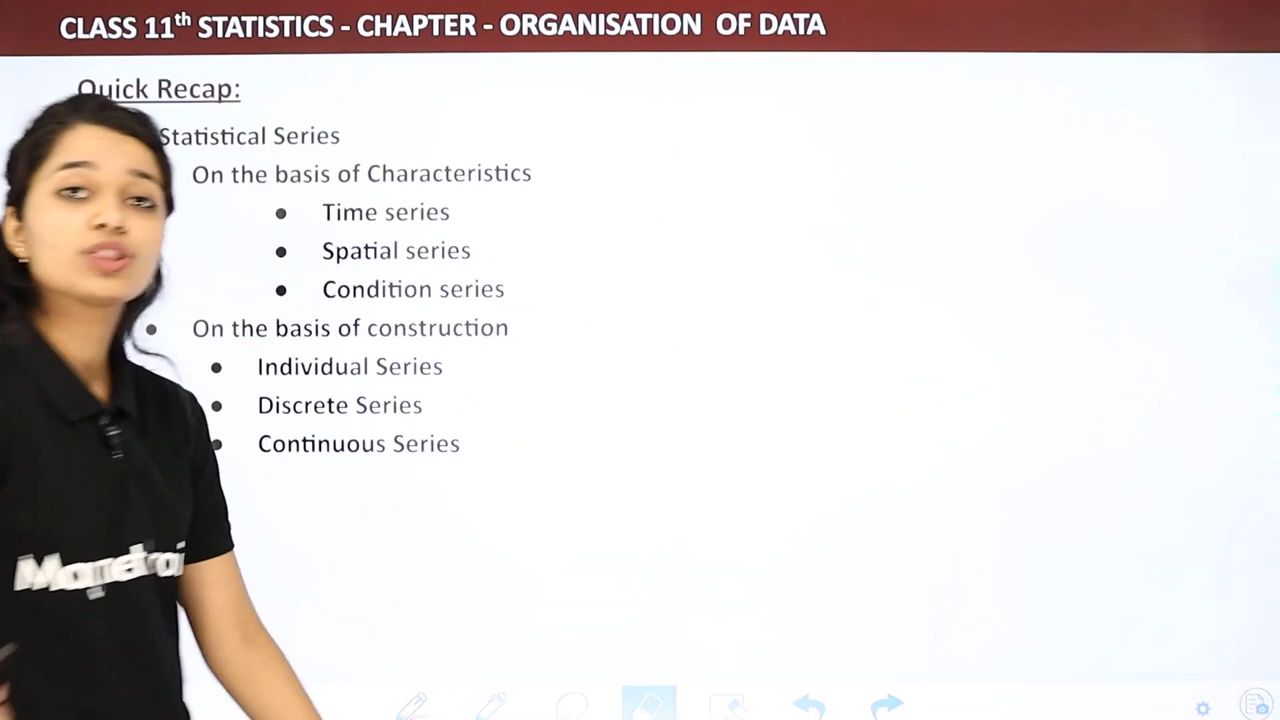 CLASS 11th STATISTICS - CHAPTER - ORGANISATION OF DATA
Quick Recap:
Statistical Series
On the basis of Characteristics
● Time series
● Spatial series
● Condition series
● On the basis of construction
● Individual Series
● Discrete Series
● Continuous Series